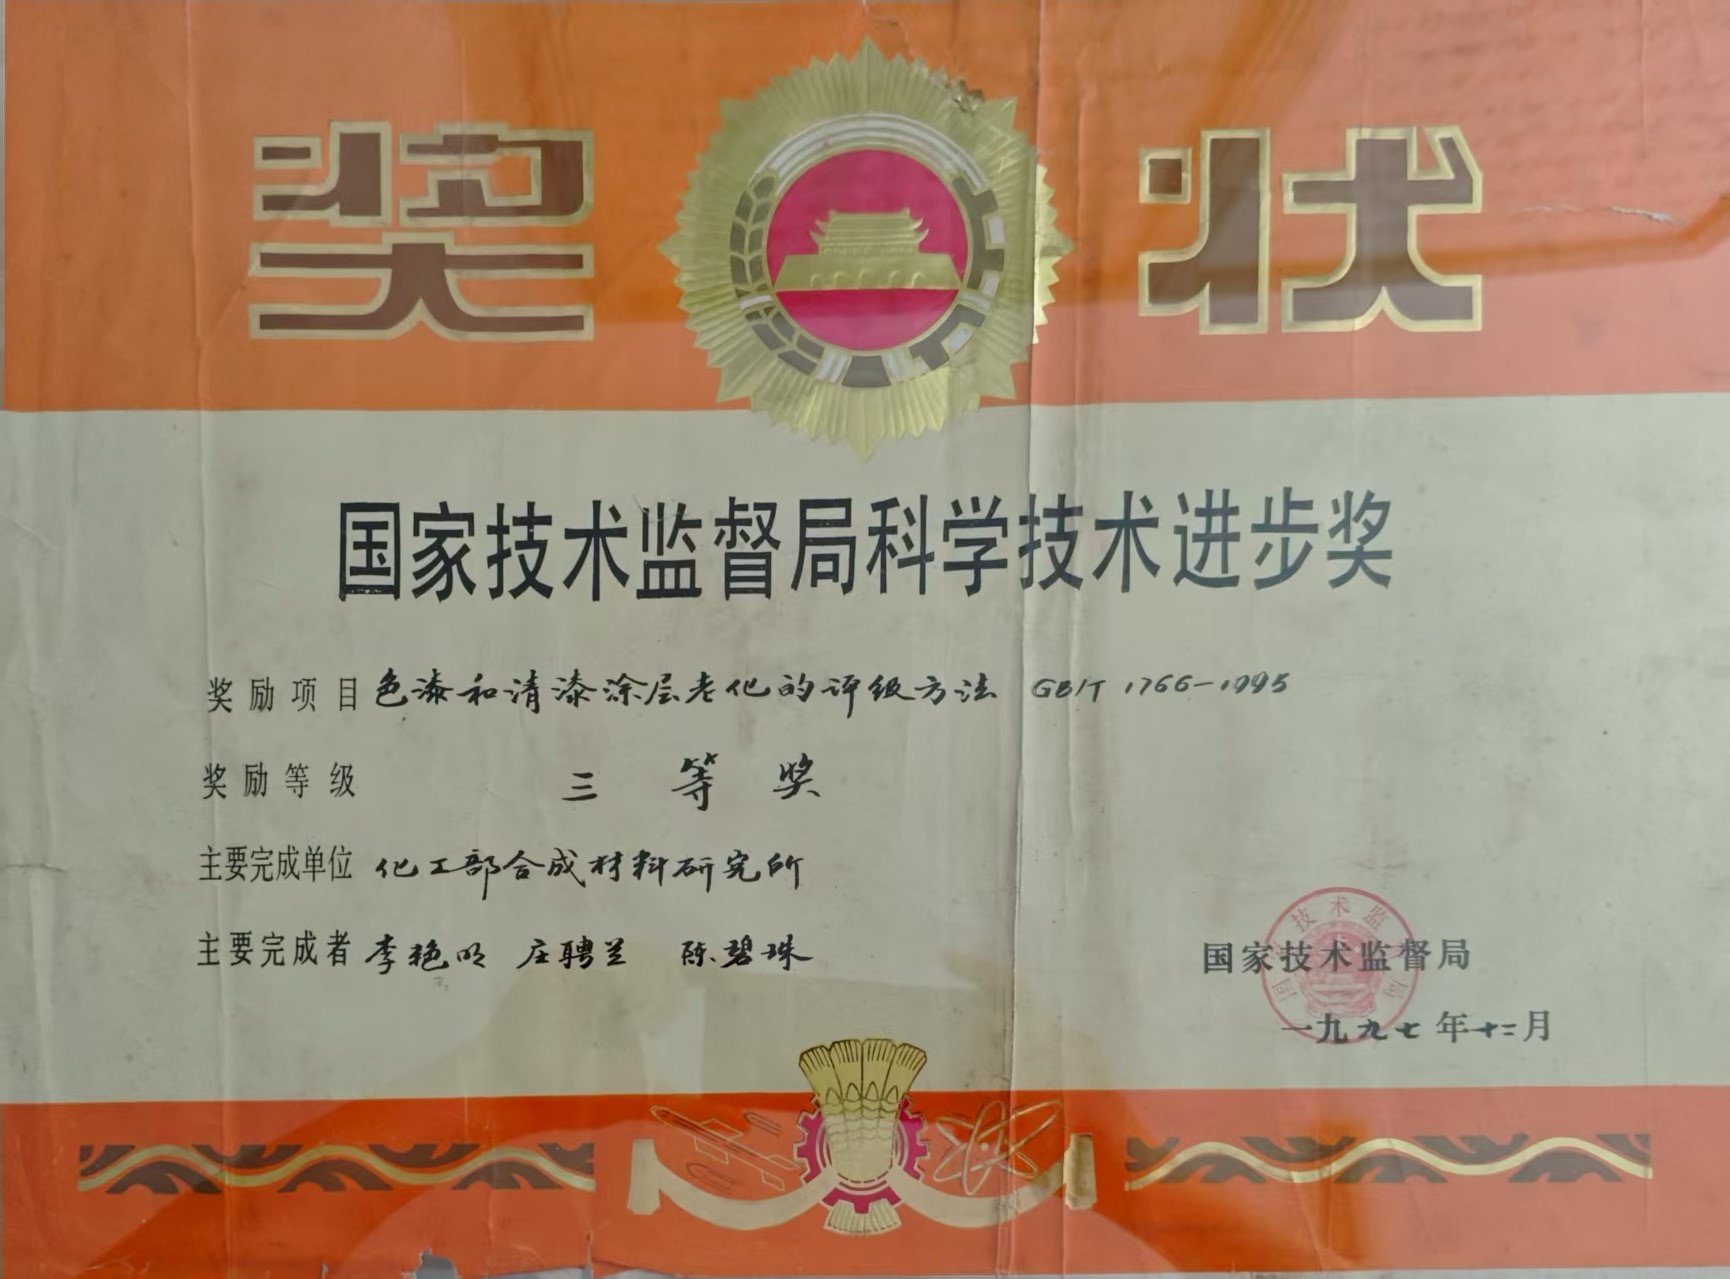 奖状
国家技术监督局科学技术进步奖
奖励项目 色漆和清漆涂层老化的评级方法 GB/T 1766-1995
奖励等级 三等奖
主要完成单位 化工部合成材料研究所
主要完成者 李艳明 庄聘兰 陈碧珠
国家技术监督局
一九九七年十二月